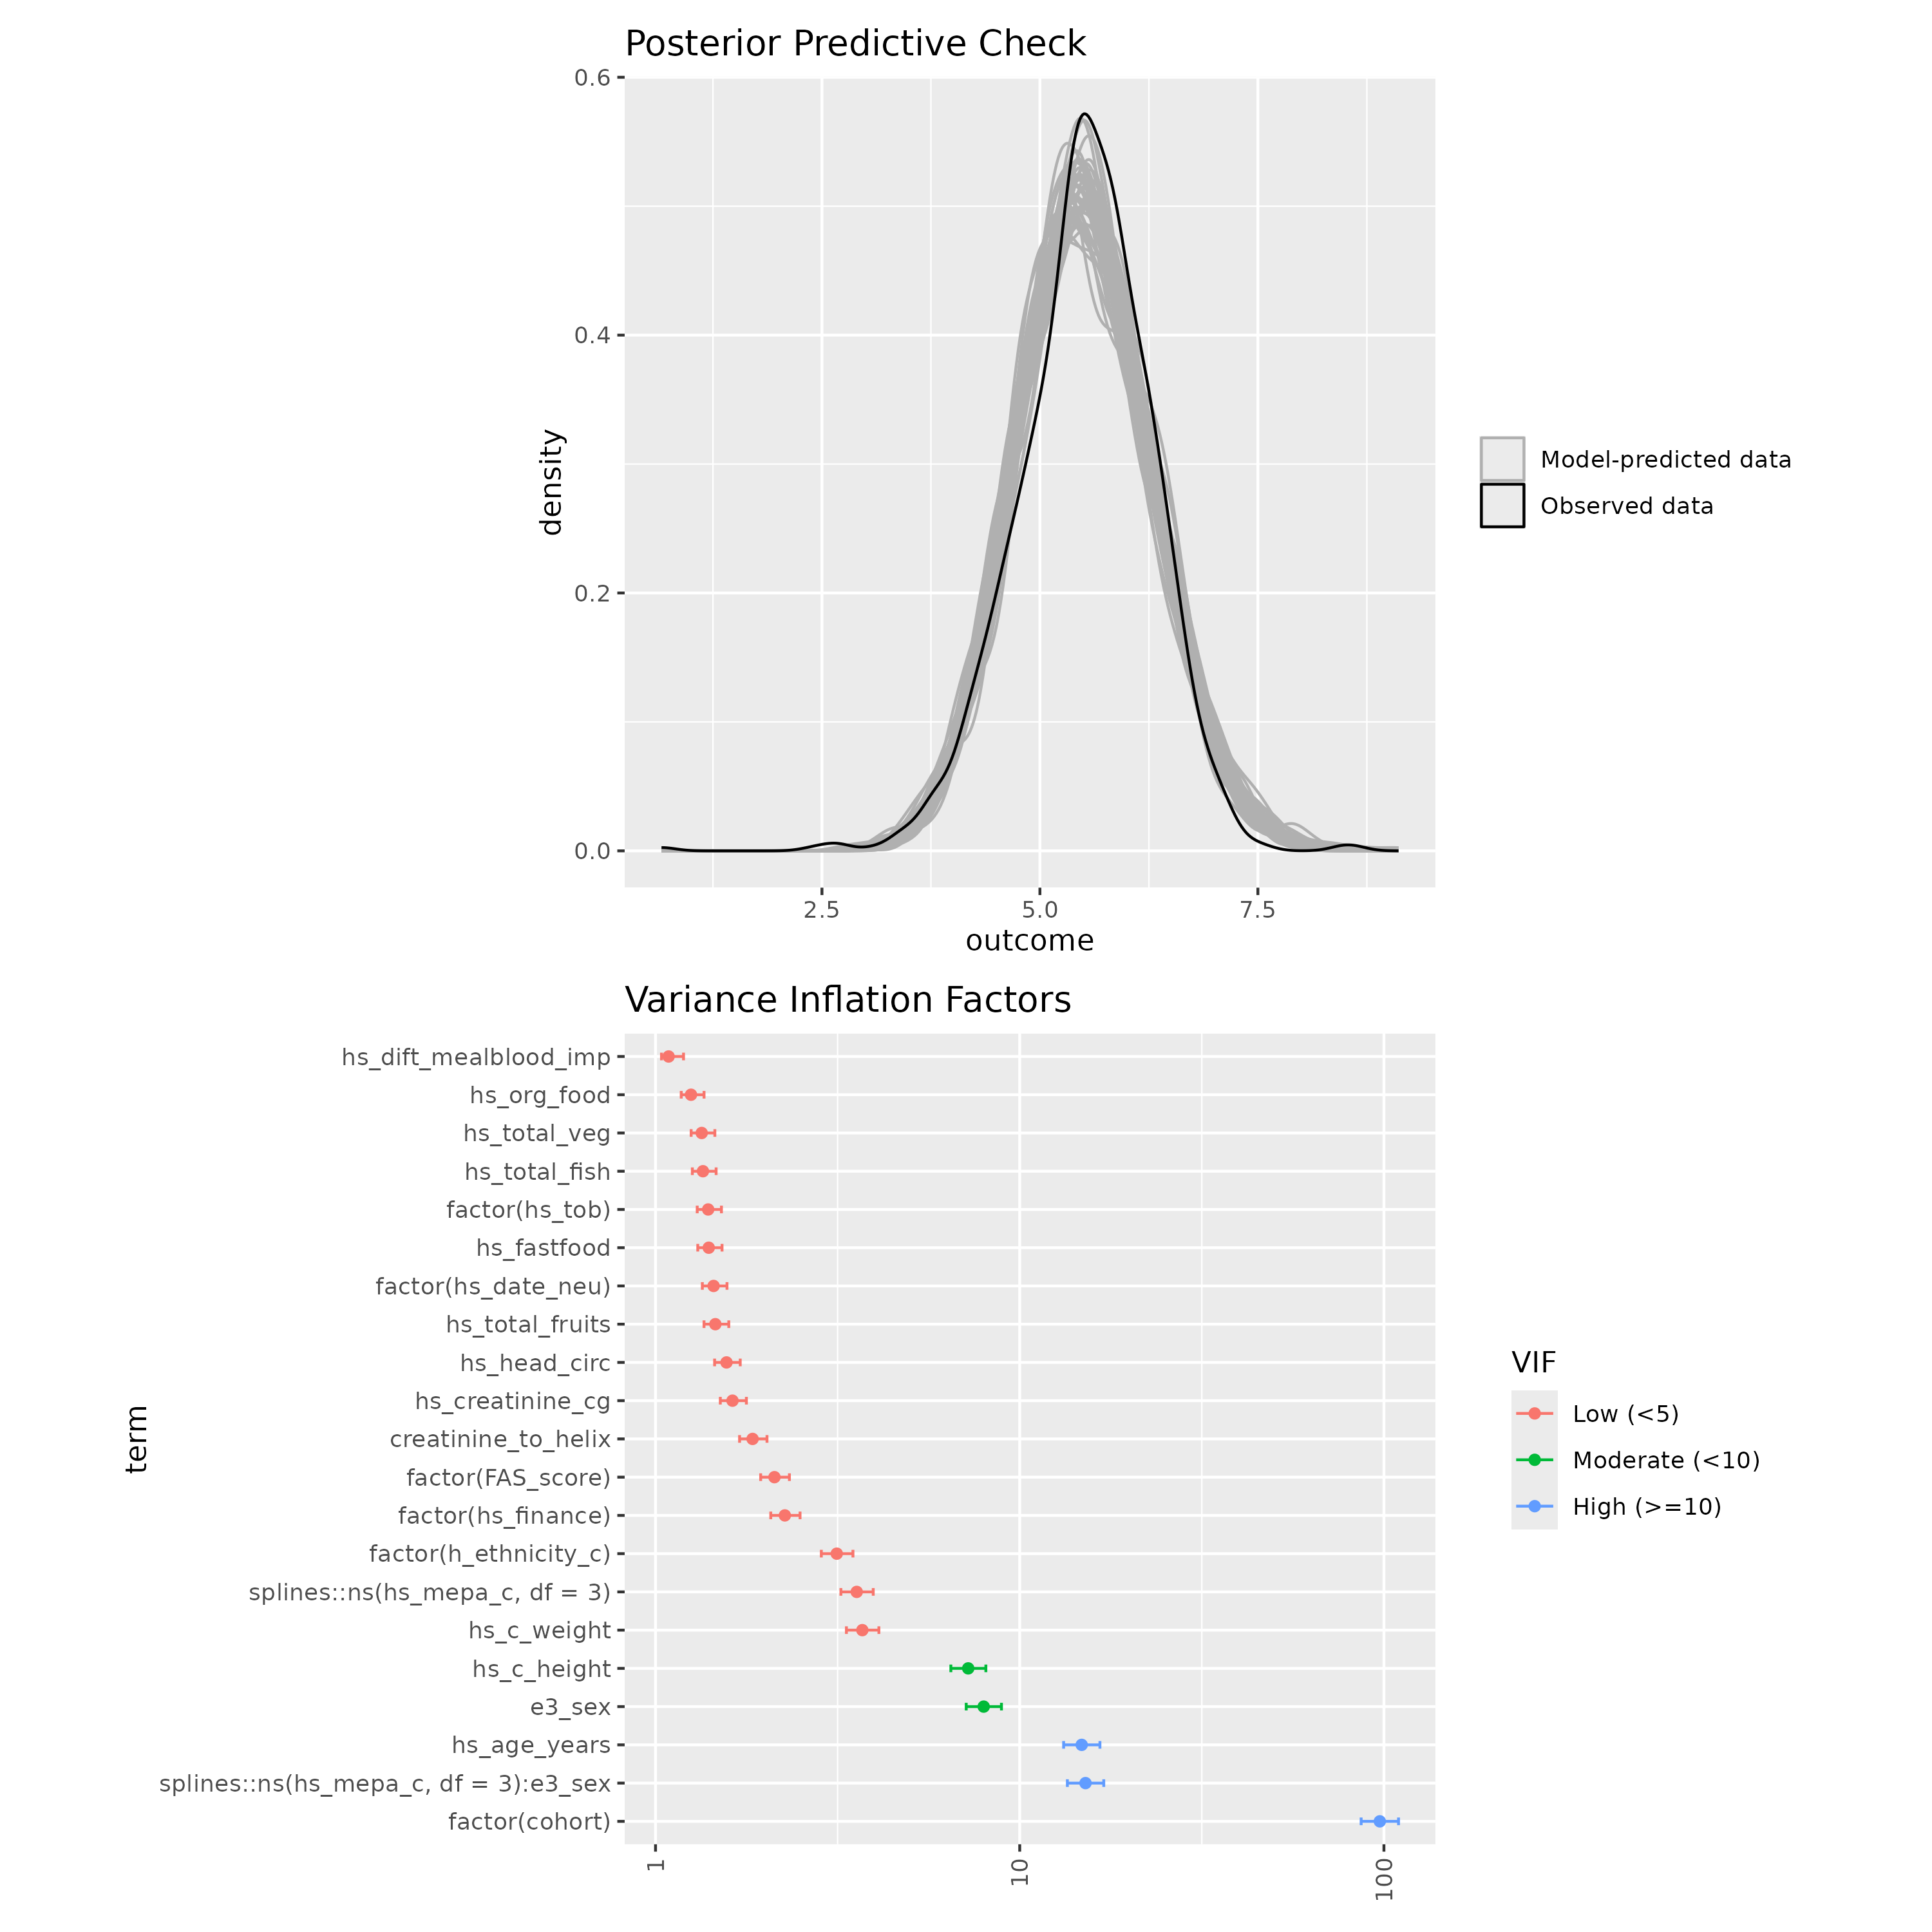 Posterior Predictive Check
0.6
0.4
0.2
0.0
density
2.5 5.0 7.5
outcome
Model-predicted data
Observed data
Variance Inflation Factors
term
hs_dift_mealblood_imp
hs_org_food
hs_total_veg
hs_total_fish
factor(hs_tob)
hs_fastfood
factor(hs_date_neu)
hs_total_fruits
hs_head_circ
hs_creatinine_cg
creatinine_to_helix
factor(FAS_score)
factor(hs_finance)
factor(h_ethnicity_c)
splines::ns(hs_mepa_c, df = 3)
hs_c_weight
hs_c_height
e3_sex
hs_age_years
splines::ns(hs_mepa_c, df = 3):e3_sex
factor(cohort)
1 10 100
VIF
Low (<5)
Moderate (<10)
High (>=10)